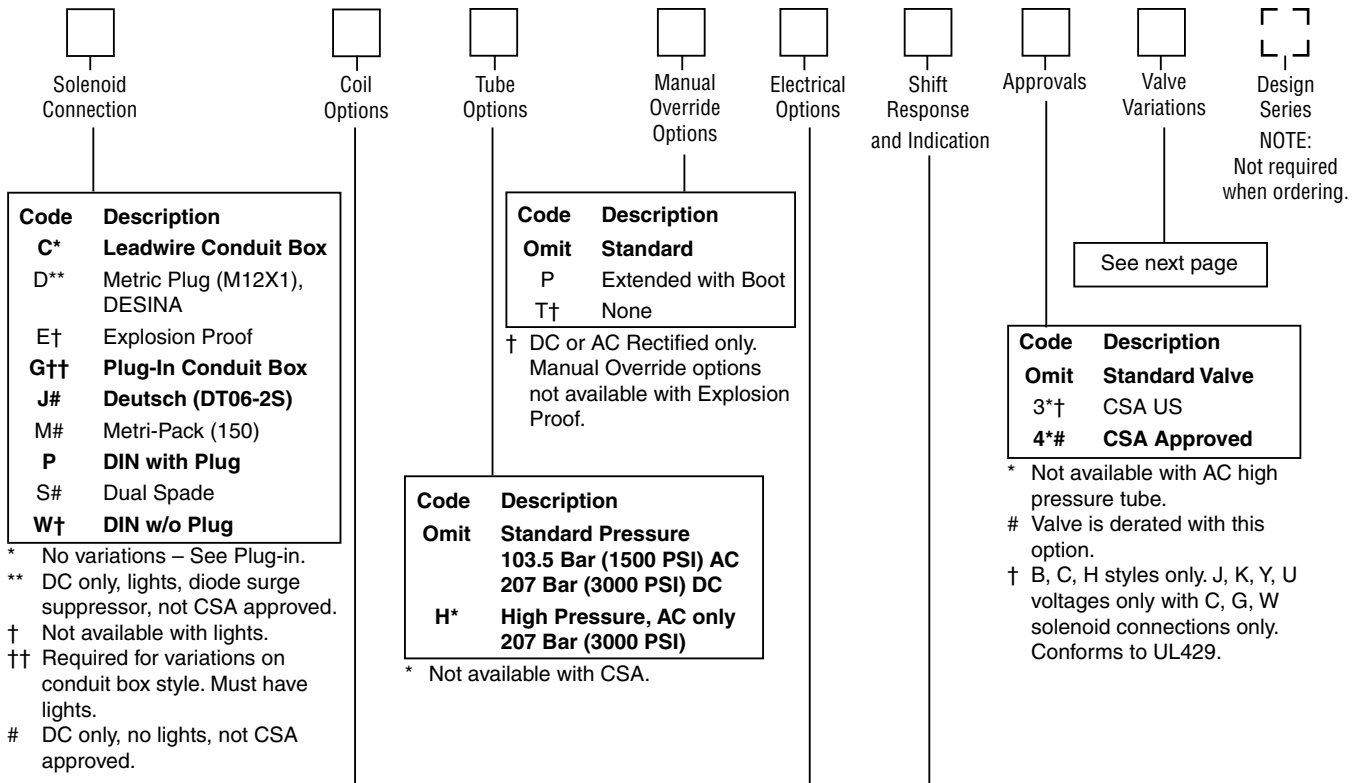 Solenoid
Connection
Coil
Options
Tube
Options
Manual
Override
Options
Electrical
Options
Shift
Response
and Indication
Approvals
Valve
Variations
Design
Series
NOTE:
Not required
when ordering.
Code Description
C* Leadwire Conduit Box
D** Metric Plug (M12X1),
DESINA
E† Explosion Proof
G†† Plug-In Conduit Box
J# Deutsch (DT06-2S)
M# Metri-Pack (150)
P DIN with Plug
S# Dual Spade
W† DIN w/o Plug
* No variations – See Plug-in.
** DC only, lights, diode surge
suppressor, not CSA approved.
† Not available with lights.
†† Required for variations on
conduit box style. Must have
lights.
# DC only, no lights, not CSA
approved.
Code Description
Omit Standard
P Extended with Boot
T† None
† DC or AC Rectified only.
Manual Override options
not available with Explosion
Proof.
Code Description
Omit Standard Pressure
103.5 Bar (1500 PSI) AC
207 Bar (3000 PSI) DC
H* High Pressure, AC only
207 Bar (3000 PSI)
* Not available with CSA.
See next page
Code Description
Omit Standard Valve
3*† CSA US
4*# CSA Approved
* Not available with AC high
pressure tube.
# Valve is derated with this
option.
† B, C, H styles only. J, K, Y, U
voltages only with C, G, W
solenoid connections only.
Conforms to UL429.